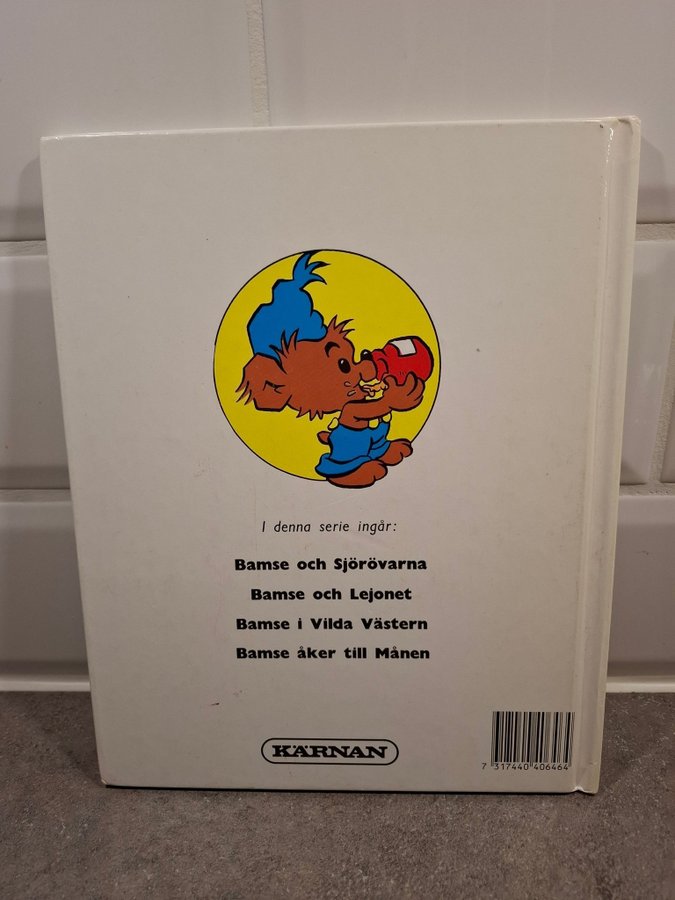 I denna serie ingår:
Bamse och Sjörövarna
Bamse och Lejonet
Bamse i Vilda Västern
Bamse åker till Månen
KÄRNAN
7 317440 406464